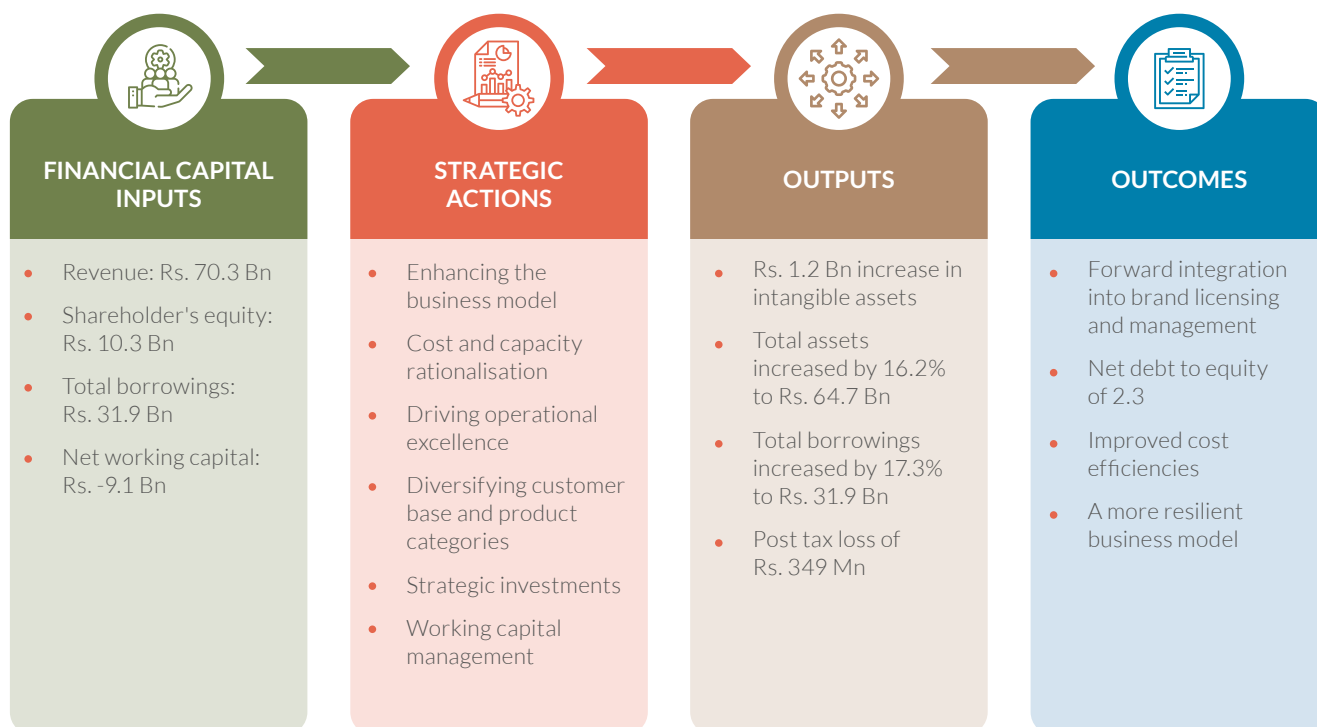 FINANCIAL CAPITAL
INPUTS
• Revenue: Rs. 70.3 Bn
• Shareholder's equity:
Rs. 10.3 Bn
• Total borrowings:
Rs. 31.9 Bn
• Net working capital:
Rs. -9.1 Bn
STRATEGIC
ACTIONS
• Enhancing the
business model
• Cost and capacity
rationalisation
• Driving operational
excellence
• Diversifying customer
base and product
categories
• Strategic investments
• Working capital
management
OUTPUTS
• Rs. 1.2 Bn increase in
intangible assets
• Total assets
increased by 16.2%
to Rs. 64.7 Bn
• Total borrowings
increased by 17.3%
to Rs. 31.9 Bn
• Post tax loss of
Rs. 349 Mn
OUTCOMES
• Forward integration
into brand licensing
and management
• Net debt to equity
of 2.3
• Improved cost
efficiencies
• A more resilient
business model